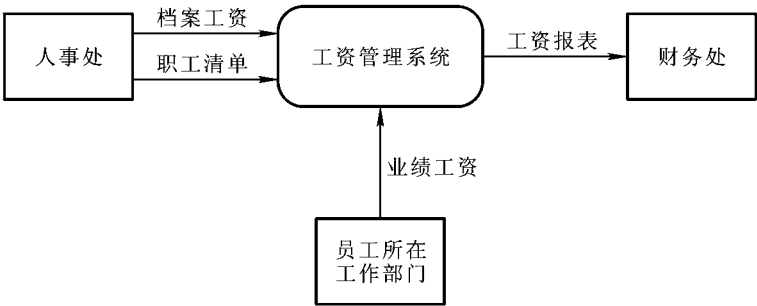 档案工资
人事处
职工清单
工资管理系统
工资报表
财务处
业绩工资
员工所在
工作部门